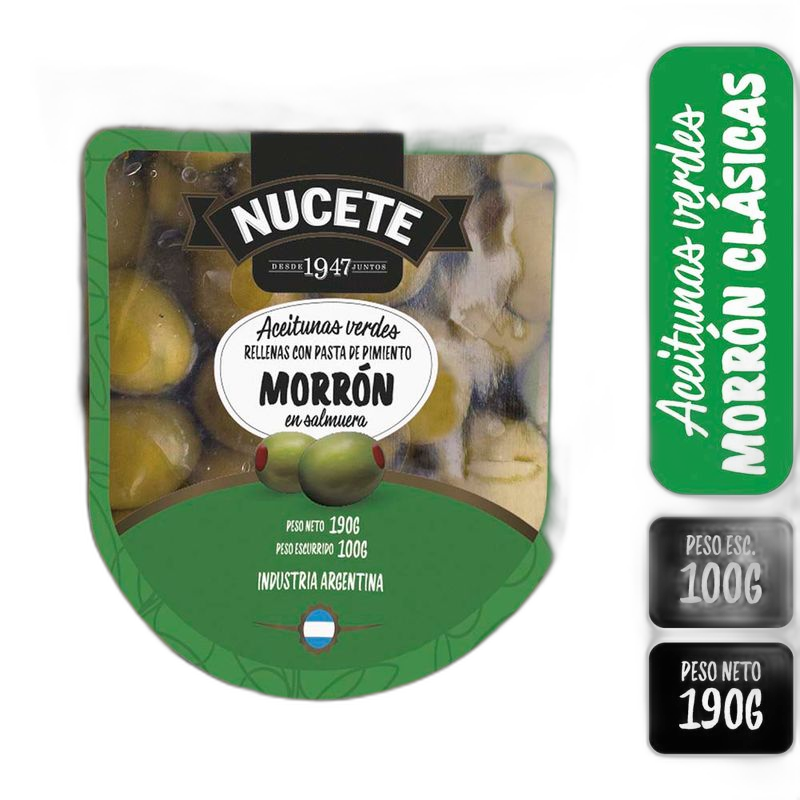 NUCETE
DESDE 1947 JUNTOS
Aceitunas verdes
RELLENAS CON PASTA DE PIMIENTO
MORRÓN
en salmuera
PESO NETO 190G
PESO ESCURRIDO 100G
INDUSTRIA ARGENTINA
Aceitunas verdes
MORRÓN CLÁSICAS
PESO ESC.
100G
PESO NETO
190G